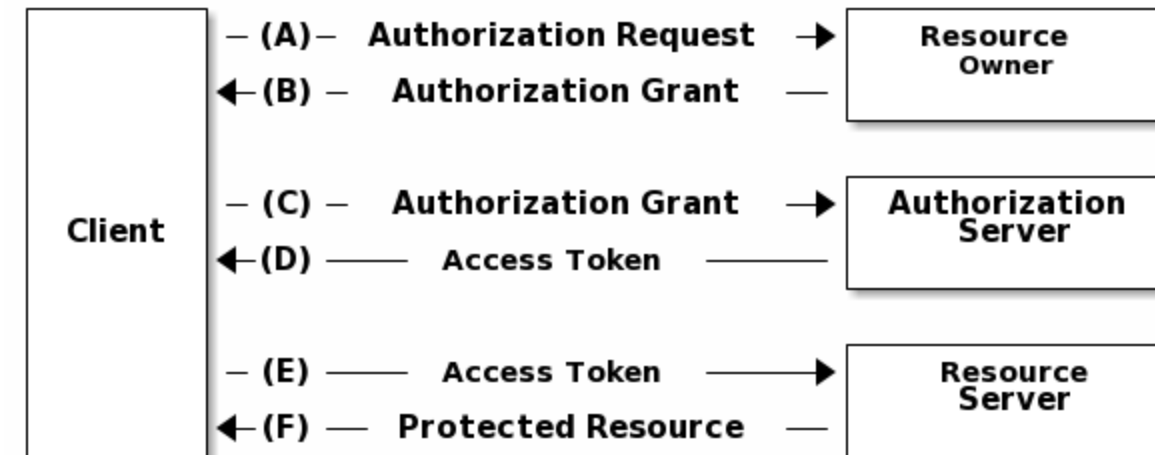 (A) Authorization Request
Resource
Owner
(B) Authorization Grant
(C) Authorization Grant
Authorization
Server
Client
(D) Access Token
(E) Access Token
Resource
Server
(F) Protected Resource